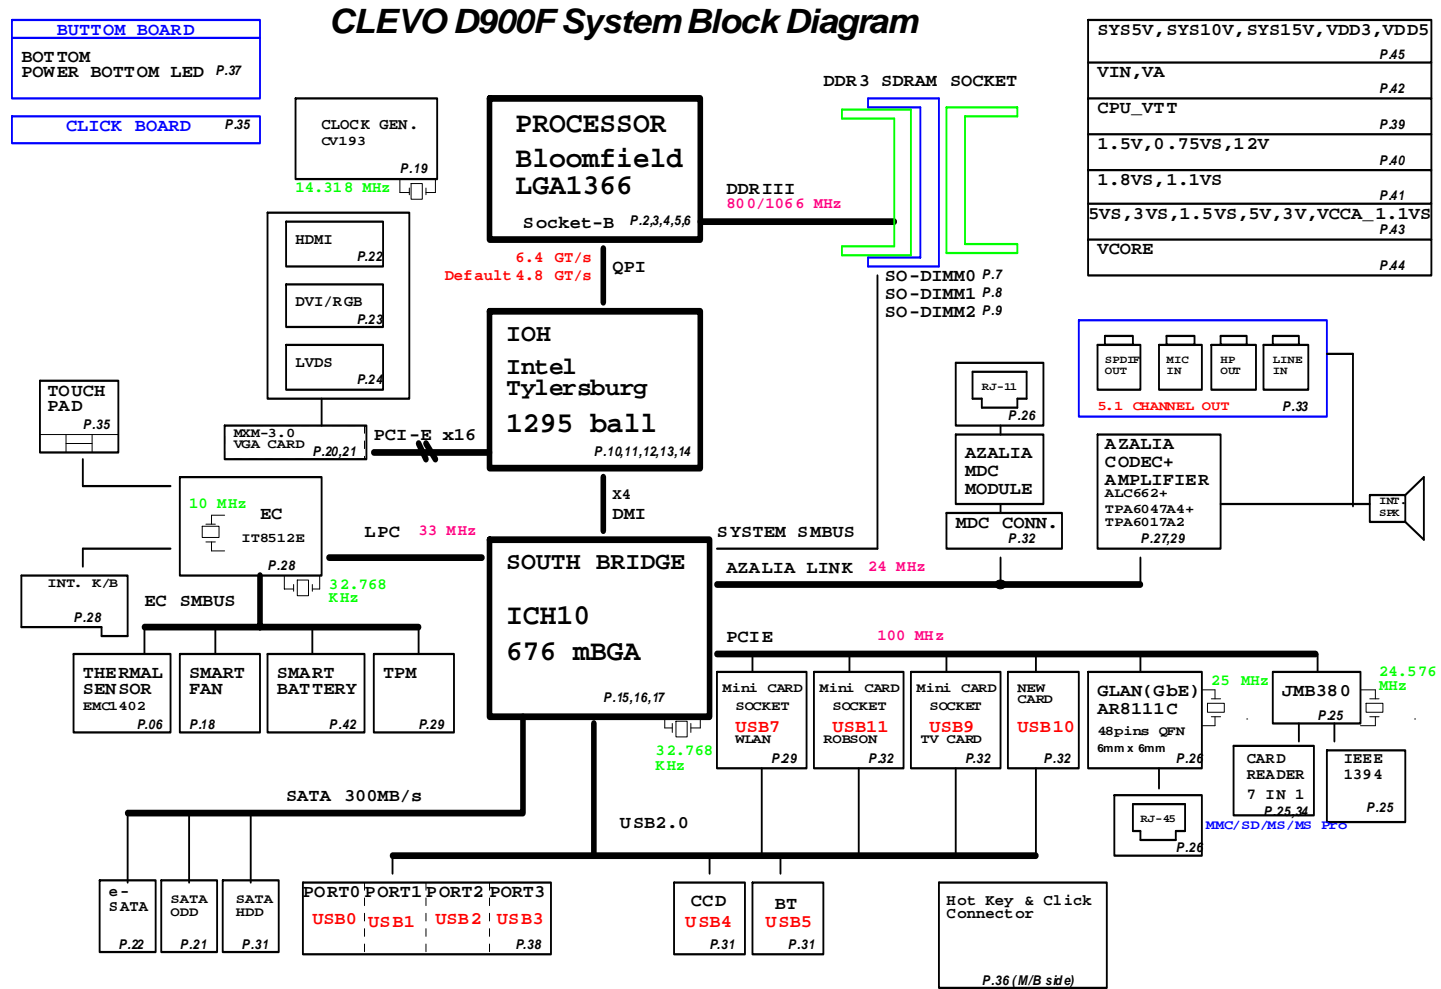 CLEVO D900F System Block Diagram
BUTTOM BOARD
BOTTOM
POWER BOTTOM LED P.37
CLICK BOARD P.35
CLOCK GEN.
CV193
P.19
14.318 MHz
HDMI
P.22
DVI/RGB
P.23
LVDS
P.24
MXM-3.0
VGA CARD
P.20,21
PCI-E x16
PROCESSOR
Bloomfield
LGA1366
Socket-B P.2,3,4,5,6
6.4 GT/s
Default 4.8 GT/s
QPI
DDR3 SDRAM SOCKET
DDRIII
800/1066 MHz
SO-DIMM0 P.7
SO-DIMM1 P.8
SO-DIMM2 P.9
SYS5V,SYS10V,SYS15V,VDD3,VDD5
P.45
VIN,VA
P.42
CPU_VTT
P.39
1.5V,0.75VS,12V
P.40
1.8VS,1.1VS
P.41
5VS,3VS,1.5VS,5V,3V,VCCA_1.1VS
P.43
VCORE
P.44
IOH
Intel
Tylersburg
1295 ball
P.10,11,12,13,14
X4
DMI
SPDIF
OUT
MIC
IN
HP
OUT
LINE
IN
5.1 CHANNEL OUT
P.33
RJ-11
P.26
AZALIA
MDC
MODULE
MDC CONN.
P.32
AZALIA
CODEC+
AMPLIFIER
ALC662+
TPA6047A4+
TPA6017A2
P.27,29
INT.
SPK
TOUCH
PAD
P.35
10 MHz
EC
IT8512E
P.28
LPC 33 MHz
32.768
KHz
INT. K/B
P.28
EC SMBUS
THERMAL
SENSOR
EMC1402
P.06
SMART
FAN
P.18
SMART
BATTERY
P.42
TPM
P.29
SOUTH BRIDGE
ICH10
676 mBGA
P.15,16,17
32.768
KHz
SYSTEM SMBUS
AZALIA LINK 24 MHz
PCIE 100 MHz
Mini CARD
SOCKET
USB7
WLAN
P.29
Mini CARD
SOCKET
USB11
ROBSON
P.32
Mini CARD
SOCKET
USB9
TV CARD
P.32
NEW
CARD
USB10
P.32
GLAN(GbE)
AR8111C
48pins QFN
6mm x 6mm
P.26
25 MHz
RJ-45
P.26
JMB380
P.25
24.576
MHz
CARD
READER
7 IN 1
P.25,34
MMC/SD/MS/MS Pro
IEEE
1394
P.25
SATA 300MB/s
USB2.0
e-
SATA
P.22
SATA
ODD
P.21
SATA
HDD
P.31
PORT0 PORT1 PORT2 PORT3
USB0 USB1 USB2 USB3
P.38
CCD
USB4
P.31
BT
USB5
P.31
Hot Key & Click
Connector
P.36 (M/B side)